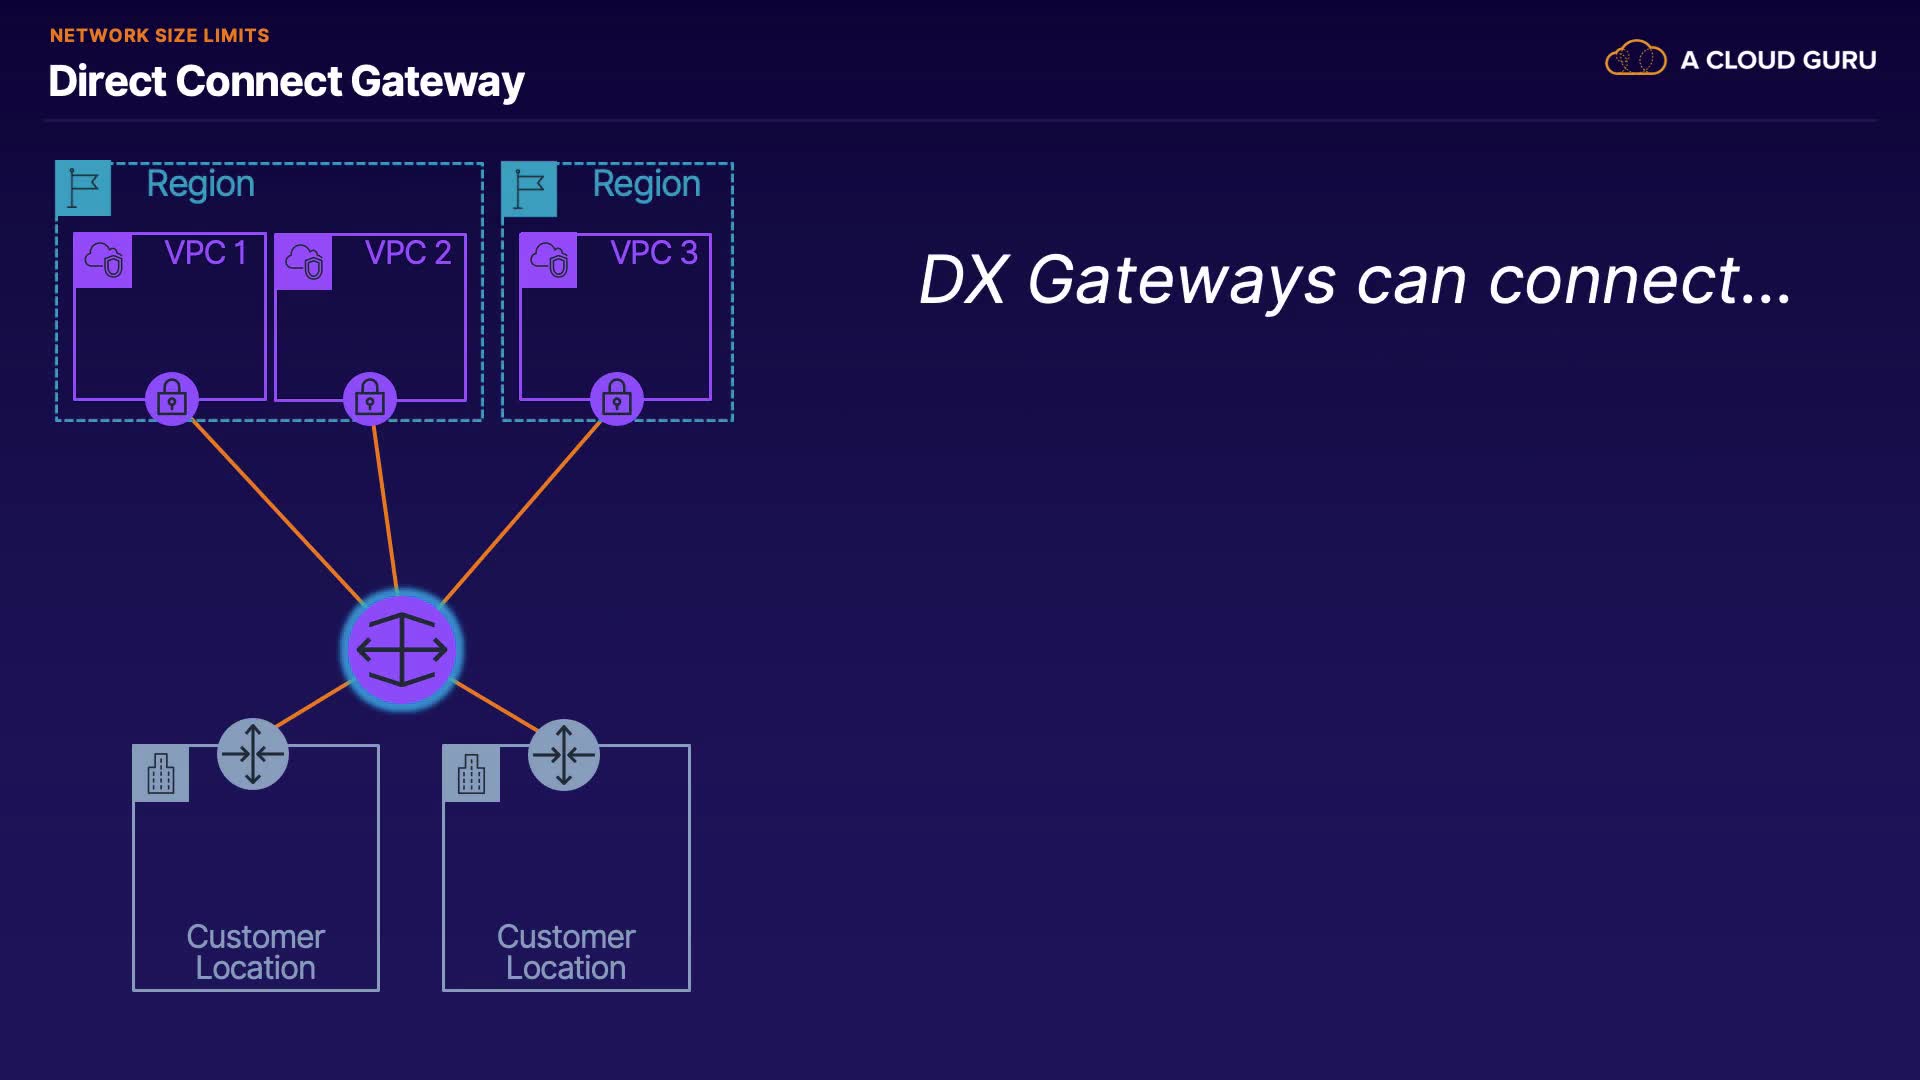 NETWORK SIZE LIMITS
Direct Connect Gateway
A CLOUD GURU
Region
Region
VPC 1
VPC 2
VPC 3
DX Gateways can connect...
Customer
Location
Customer
Location